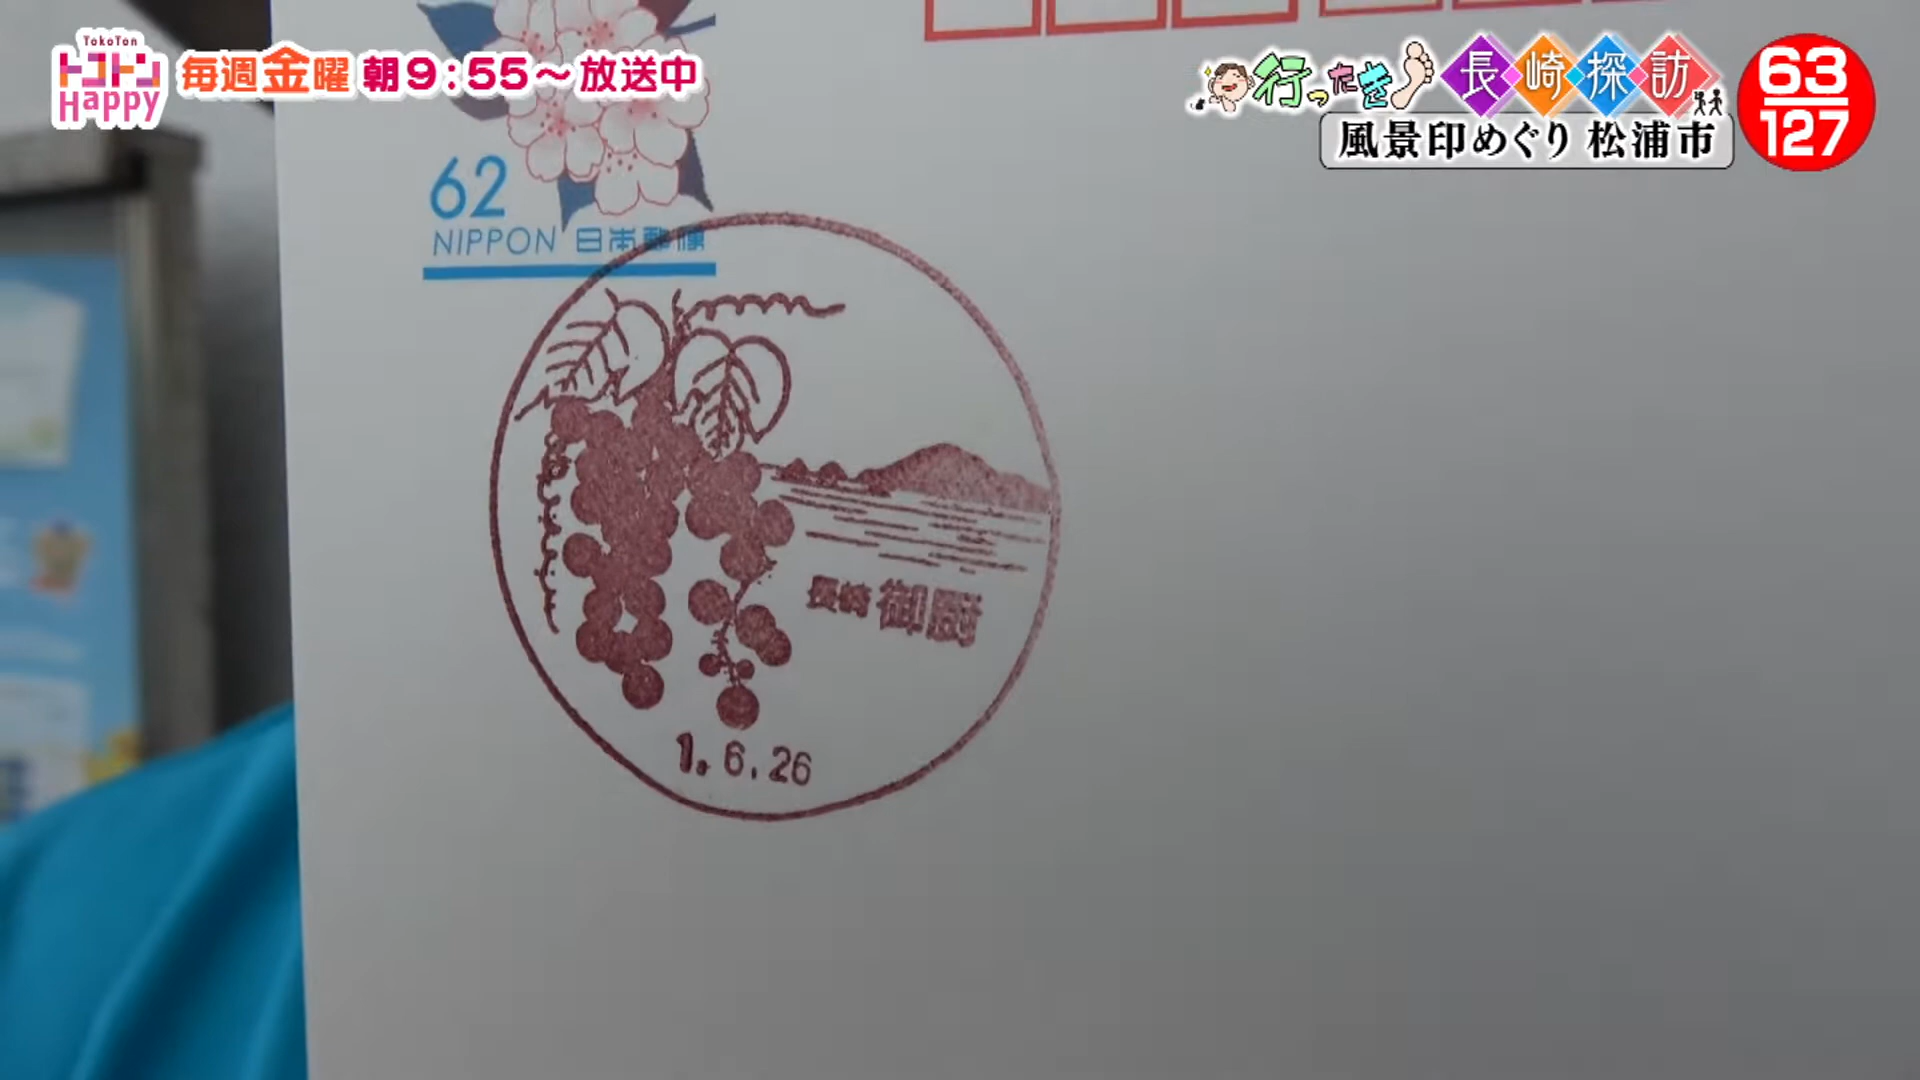 TokoTon
トコトン
Happy
毎週金曜 朝9:55～放送中
行ったき 長崎探訪
風景印めぐり 松浦市
63
127
62
NIPPON 日本郵便
長崎 御厨
1.6.26